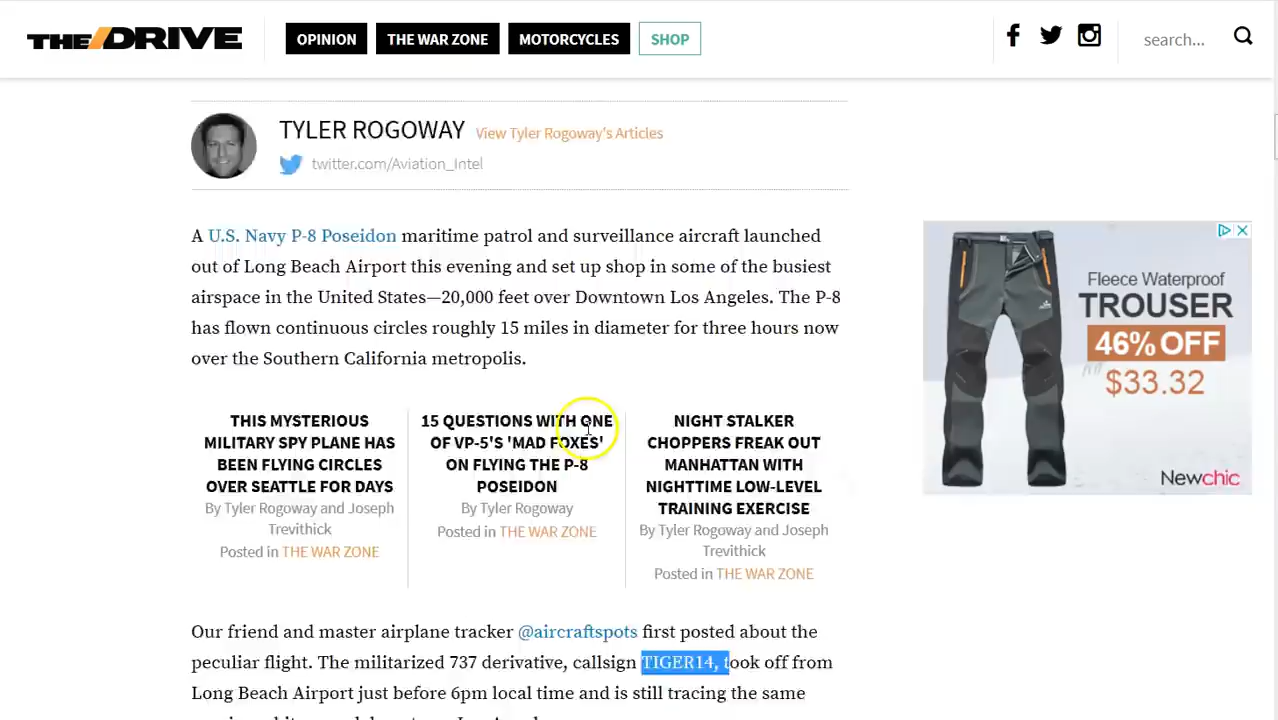 THE DRIVE
OPINION
THE WAR ZONE
MOTORCYCLES
SHOP
search...
TYLER ROGOWAY View Tyler Rogoway's Articles
twitter.com/Aviation_Intel
A U.S. Navy P-8 Poseidon maritime patrol and surveillance aircraft launched
out of Long Beach Airport this evening and set up shop in some of the busiest
airspace in the United States—20,000 feet over Downtown Los Angeles. The P-8
has flown continuous circles roughly 15 miles in diameter for three hours now
over the Southern California metropolis.
THIS MYSTERIOUS
MILITARY SPY PLANE HAS
BEEN FLYING CIRCLES
OVER SEATTLE FOR DAYS
By Tyler Rogoway and Joseph
Trevithick
Posted in THE WAR ZONE
15 QUESTIONS WITH ONE
OF VP-5'S 'MAD FOXES'
ON FLYING THE P-8
POSEIDON
By Tyler Rogoway
Posted in THE WAR ZONE
NIGHT STALKER
CHOPPERS FREAK OUT
MANHATTAN WITH
NIGHTTIME LOW-LEVEL
TRAINING EXERCISE
By Tyler Rogoway and Joseph
Trevithick
Posted in THE WAR ZONE
Our friend and master airplane tracker @aircraftspots first posted about the
peculiar flight. The militarized 737 derivative, callsign TIGER14, took off from
Long Beach Airport just before 6pm local time and is still tracing the same
Fleece Waterproof
TROUSER
46% OFF
$33.32
Newchic